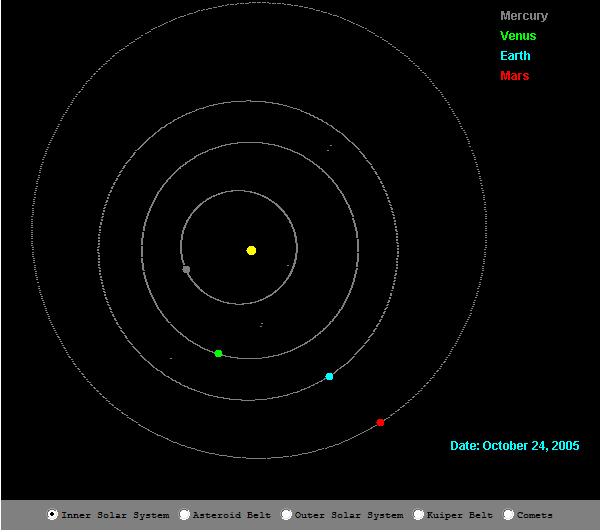 Mercury
Venus
Earth
Mars
Date: October 24, 2005
Inner Solar System Asteroid Belt Outer Solar System Kuiper Belt Comets